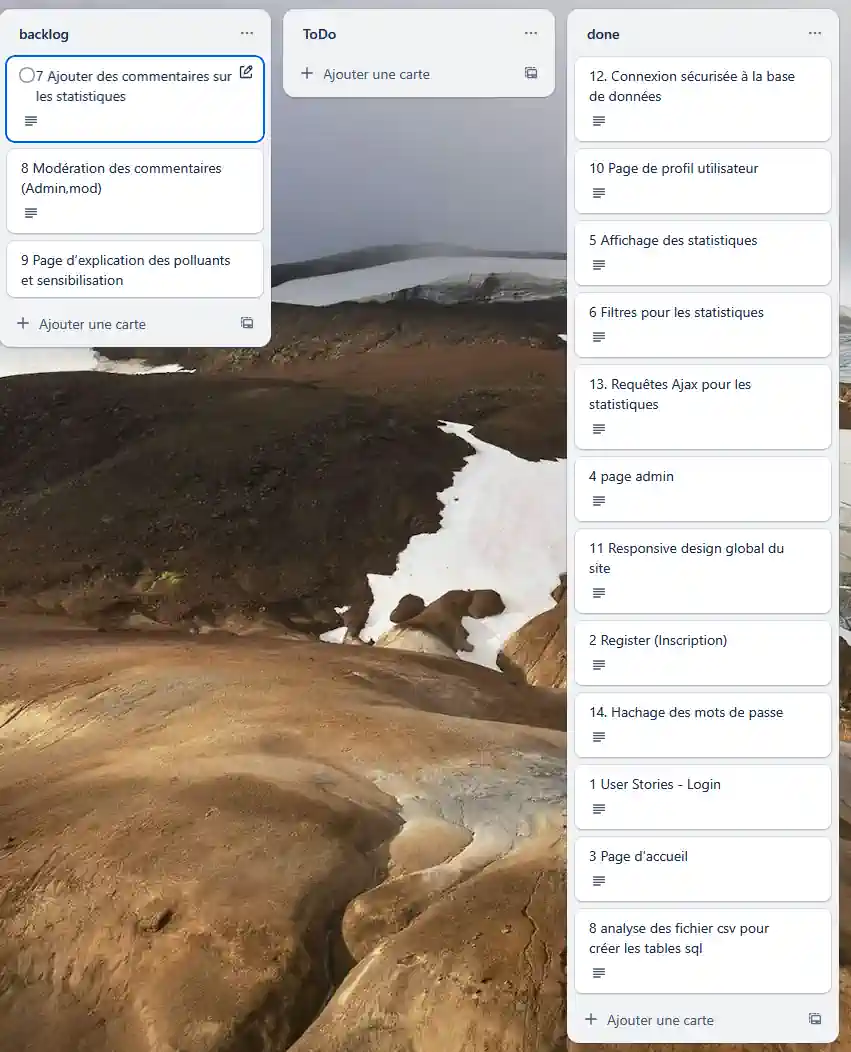 backlog
7 Ajouter des commentaires sur
les statistiques
8 Modération des commentaires
(Admin,mod)
9 Page d’explication des polluants
et sensibilisation
Ajouter une carte
ToDo
Ajouter une carte
done
12. Connexion sécurisée à la base
de données
10 Page de profil utilisateur
5 Affichage des statistiques
6 Filtres pour les statistiques
13. Requêtes Ajax pour les
statistiques
4 page admin
11 Responsive design global du
site
2 Register (Inscription)
14. Hachage des mots de passe
1 User Stories - Login
3 Page d’accueil
8 analyse des fichier csv pour
créer les tables sql
Ajouter une carte